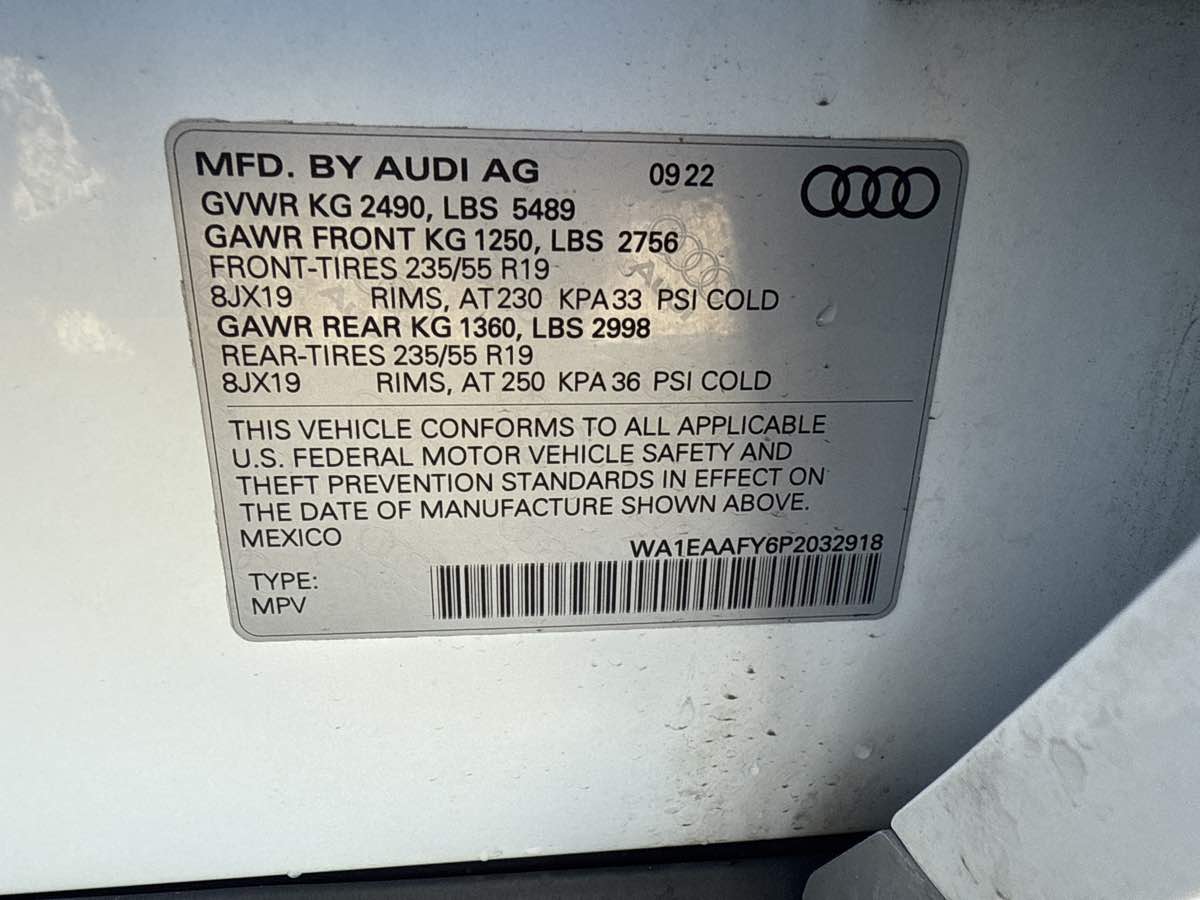 MFD. BY AUDI AG 09 22
GVWR KG 2490, LBS 5489
GAWR FRONT KG 1250, LBS 2756
FRONT-TIRES 235/55 R19
8JX19 RIMS, AT 230 KPA 33 PSI COLD
GAWR REAR KG 1360, LBS 2998
REAR-TIRES 235/55 R19
8JX19 RIMS, AT 250 KPA 36 PSI COLD
THIS VEHICLE CONFORMS TO ALL APPLICABLE
U.S. FEDERAL MOTOR VEHICLE SAFETY AND
THEFT PREVENTION STANDARDS IN EFFECT ON
THE DATE OF MANUFACTURE SHOWN ABOVE.
MEXICO
WA1EAAFY6P2032918
TYPE:
MPV